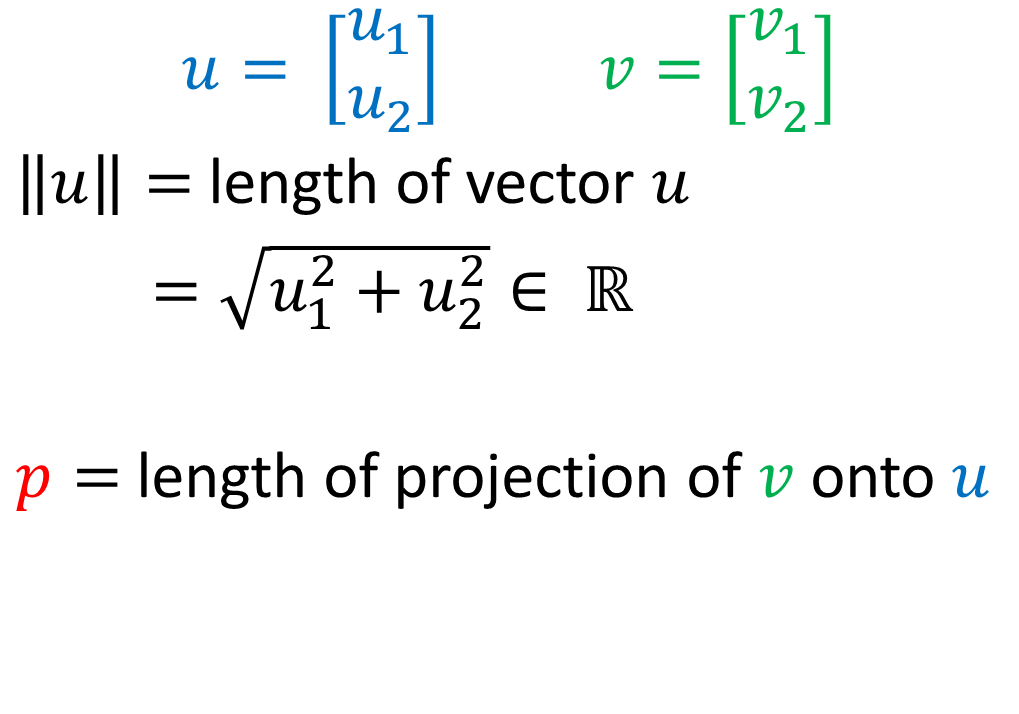 u = [u₁ u₂] v = [v₁ v₂]
‖u‖ = length of vector u
= √(u₁² + u₂²) ∈ ℝ
p = length of projection of v onto u